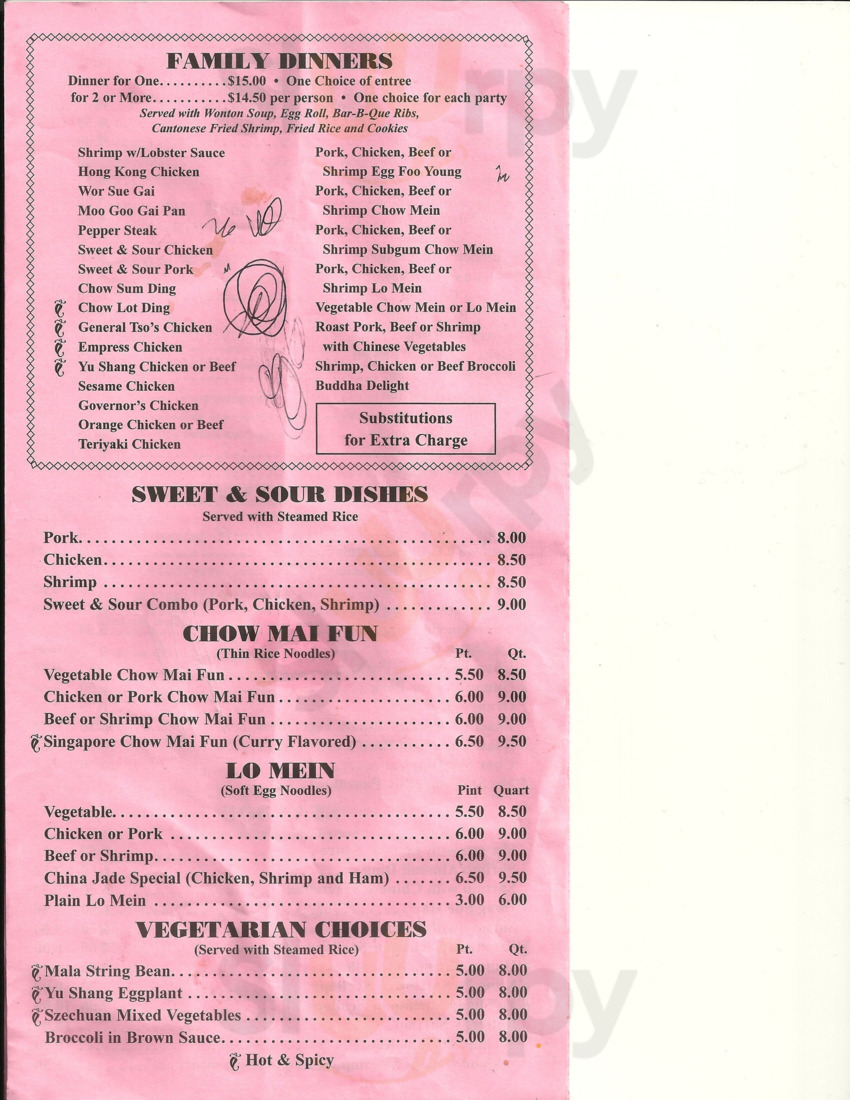 FAMILY DINNERS
Dinner for One..........$15.00 • One Choice of entree
for 2 or More...........$14.50 per person • One choice for each party
Served with Wonton Soup, Egg Roll, Bar-B-Que Ribs,
Cantonese Fried Shrimp, Fried Rice and Cookies
Shrimp w/Lobster Sauce
Hong Kong Chicken
Wor Sue Gai
Moo Goo Gai Pan
Pepper Steak
Sweet & Sour Chicken
Sweet & Sour Pork
Chow Sum Ding
Chow Lot Ding
General Tso's Chicken
Empress Chicken
Yu Shang Chicken or Beef
Sesame Chicken
Governor's Chicken
Orange Chicken or Beef
Teriyaki Chicken
Pork, Chicken, Beef or
Shrimp Egg Foo Young
Pork, Chicken, Beef or
Shrimp Chow Mein
Pork, Chicken, Beef or
Shrimp Subgum Chow Mein
Pork, Chicken, Beef or
Shrimp Lo Mein
Vegetable Chow Mein or Lo Mein
Roast Pork, Beef or Shrimp
with Chinese Vegetables
Shrimp, Chicken or Beef Broccoli
Buddha Delight
Substitutions
for Extra Charge
SWEET & SOUR DISHES
Served with Steamed Rice
Pork.................................................. 8.00
Chicken............................................... 8.50
Shrimp ............................................... 8.50
Sweet & Sour Combo (Pork, Chicken, Shrimp) ............. 9.00
CHOW MAI FUN
(Thin Rice Noodles) Pt. Qt.
Vegetable Chow Mai Fun........................... 5.50 8.50
Chicken or Pork Chow Mai Fun..................... 6.00 9.00
Beef or Shrimp Chow Mai Fun ...................... 6.00 9.00
Singapore Chow Mai Fun (Curry Flavored) ........... 6.50 9.50
LO MEIN
(Soft Egg Noodles) Pint Quart
Vegetable......................................... 5.50 8.50
Chicken or Pork .................................. 6.00 9.00
Beef or Shrimp.................................... 6.00 9.00
China Jade Special (Chicken, Shrimp and Ham) ....... 6.50 9.50
Plain Lo Mein .................................... 3.00 6.00
VEGETARIAN CHOICES
(Served with Steamed Rice) Pt. Qt.
Mala String Bean.................................. 5.00 8.00
Yu Shang Eggplant ................................ 5.00 8.00
Szechuan Mixed Vegetables ......................... 5.00 8.00
Broccoli in Brown Sauce............................ 5.00 8.00
Hot & Spicy